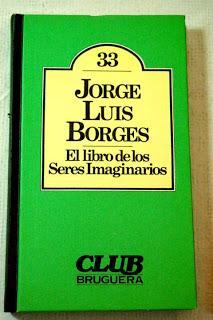 33
JORGE
LUIS
BORGES
El libro de los
Seres Imaginarios
CLUB
BRUGUERA